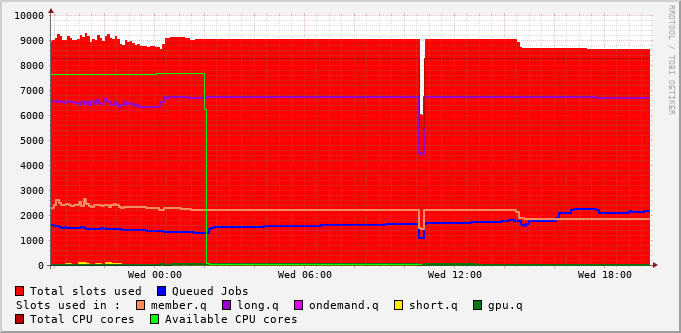 10000
9000
8000
7000
6000
5000
4000
3000
2000
1000
0
Wed 00:00 Wed 06:00 Wed 12:00 Wed 18:00
RRDTOOL / TOBI OETIKER
Total slots used Queued Jobs
Slots used in : member.q long.q ondemand.q short.q gpu.q
Total CPU cores Available CPU cores